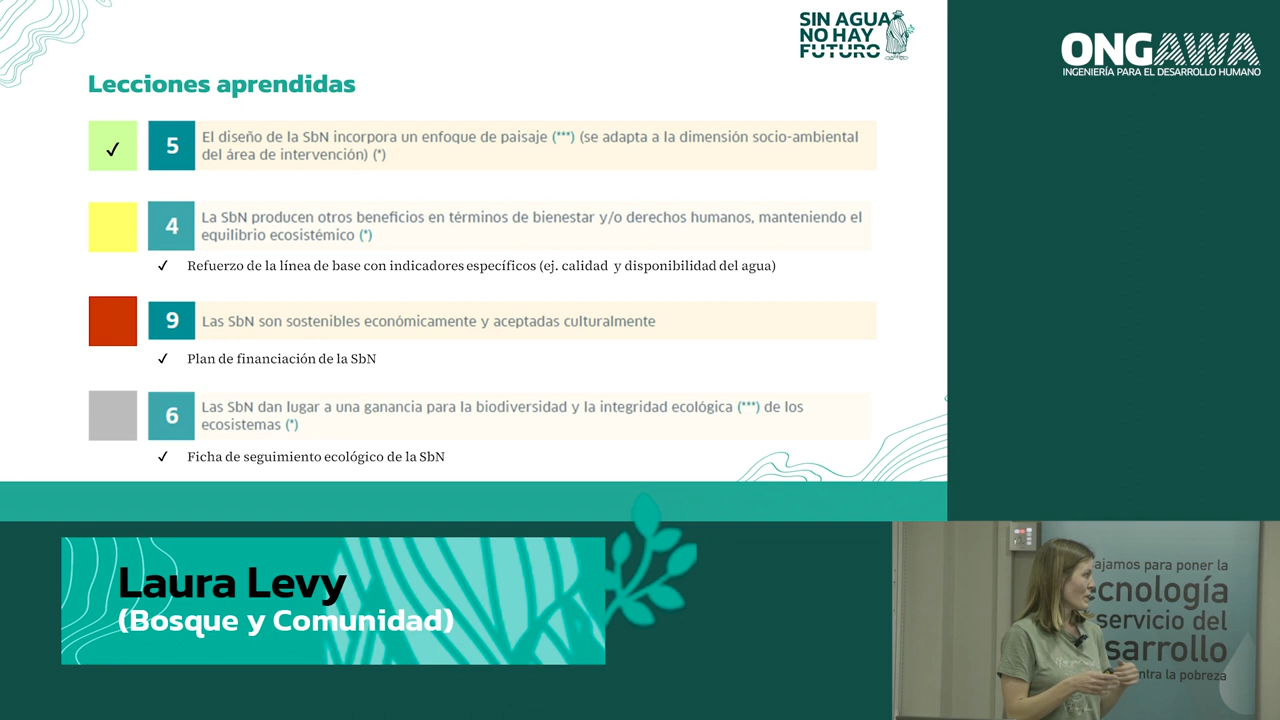 SIN AGUA
NO HAY
FUTURO
ONGAWA
INGENIERÍA PARA EL DESARROLLO HUMANO
Lecciones aprendidas
✓ 5 El diseño de la SbN incorpora un enfoque de paisaje (***) (se adapta a la dimensión socio-ambiental
del área de intervención) (*)
4 La SbN producen otros beneficios en términos de bienestar y/o derechos humanos, manteniendo el
equilibrio ecosistémico (*)
✓ Refuerzo de la línea de base con indicadores específicos (ej. calidad y disponibilidad del agua)
9 Las SbN son sostenibles económicamente y aceptadas culturalmente
✓ Plan de financiación de la SbN
6 Las SbN dan lugar a una ganancia para la biodiversidad y la integridad ecológica (***) de los
ecosistemas (*)
✓ Ficha de seguimiento ecológico de la SbN
Laura Levy
(Bosque y Comunidad)
ajamos para poner la
ecnología
servicio del
sarrollo
ntra la pobreza